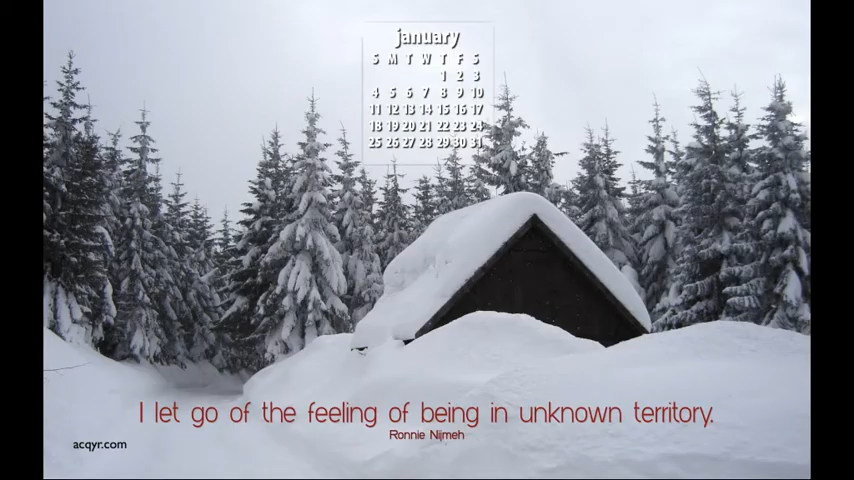 january
S M T W T F S
1 2 3
4 5 6 7 8 9 10
11 12 13 14 15 16 17
18 19 20 21 22 23 24
25 26 27 28 29 30 31
I let go of the feeling of being in unknown territory.
Ronnie Nijmeh
acqyr.com